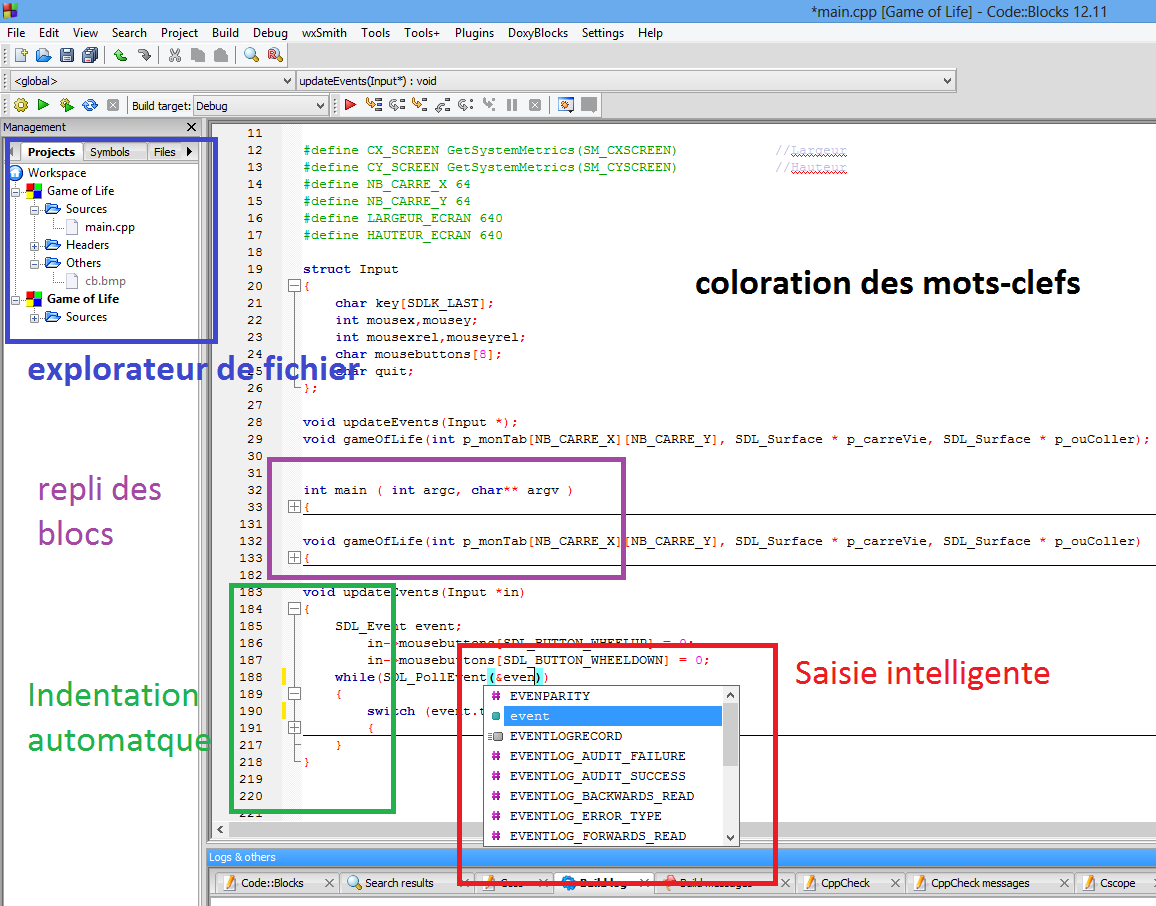 *main.cpp [Game of Life] - Code::Blocks 12.11
File Edit View Search Project Build Debug wxSmith Tools Tools+ Plugins DoxyBlocks Settings Help
<global> updateEvents(Input*) : void
Build target: Debug
Management
Projects Symbols Files
Workspace
Game of Life
Sources
main.cpp
Headers
Others
cb.bmp
Game of Life
Sources
explorateur de fichier
repli des
blocs
Indentation
automatque
11
12 #define CX_SCREEN GetSystemMetrics(SM_CXSCREEN) //Largeur
13 #define CY_SCREEN GetSystemMetrics(SM_CYSCREEN) //Hauteur
14 #define NB_CARRE_X 64
15 #define NB_CARRE_Y 64
16 #define LARGEUR_ECRAN 640
17 #define HAUTEUR_ECRAN 640
18
19 struct Input
20 {
21 char key[SDLK_LAST];
22 int mousex,mousey;
23 int mousexrel,mouseyrel;
24 char mousebuttons[8];
25 char quit;
26 };
27
28 void updateEvents(Input *);
29 void gameOfLife(int p_monTab[NB_CARRE_X][NB_CARRE_Y], SDL_Surface * p_carreVie, SDL_Surface * p_ouColler);
30
31
32 int main ( int argc, char** argv )
33 {
131
132 void gameOfLife(int p_monTab[NB_CARRE_X][NB_CARRE_Y], SDL_Surface * p_carreVie, SDL_Surface * p_ouColler)
133 {
182
183 void updateEvents(Input *in)
184 {
185 SDL_Event event;
186 in->mousebuttons[SDL_BUTTON_WHEELUP] = 0;
187 in->mousebuttons[SDL_BUTTON_WHEELDOWN] = 0;
188 while(SDL_PollEvent(&even))
189 {
190 switch (event.t
191 {
217 }
218 }
219
220
221
coloration des mots-clefs
Saisie intelligente
# EVENPARITY
event
EVENTLOGRECORD
# EVENTLOG_AUDIT_FAILURE
# EVENTLOG_AUDIT_SUCCESS
# EVENTLOG_BACKWARDS_READ
# EVENTLOG_ERROR_TYPE
# EVENTLOG_FORWARDS_READ
Logs & others
Code::Blocks Search results Cccc Build log Build messages CppCheck CppCheck messages Cscope